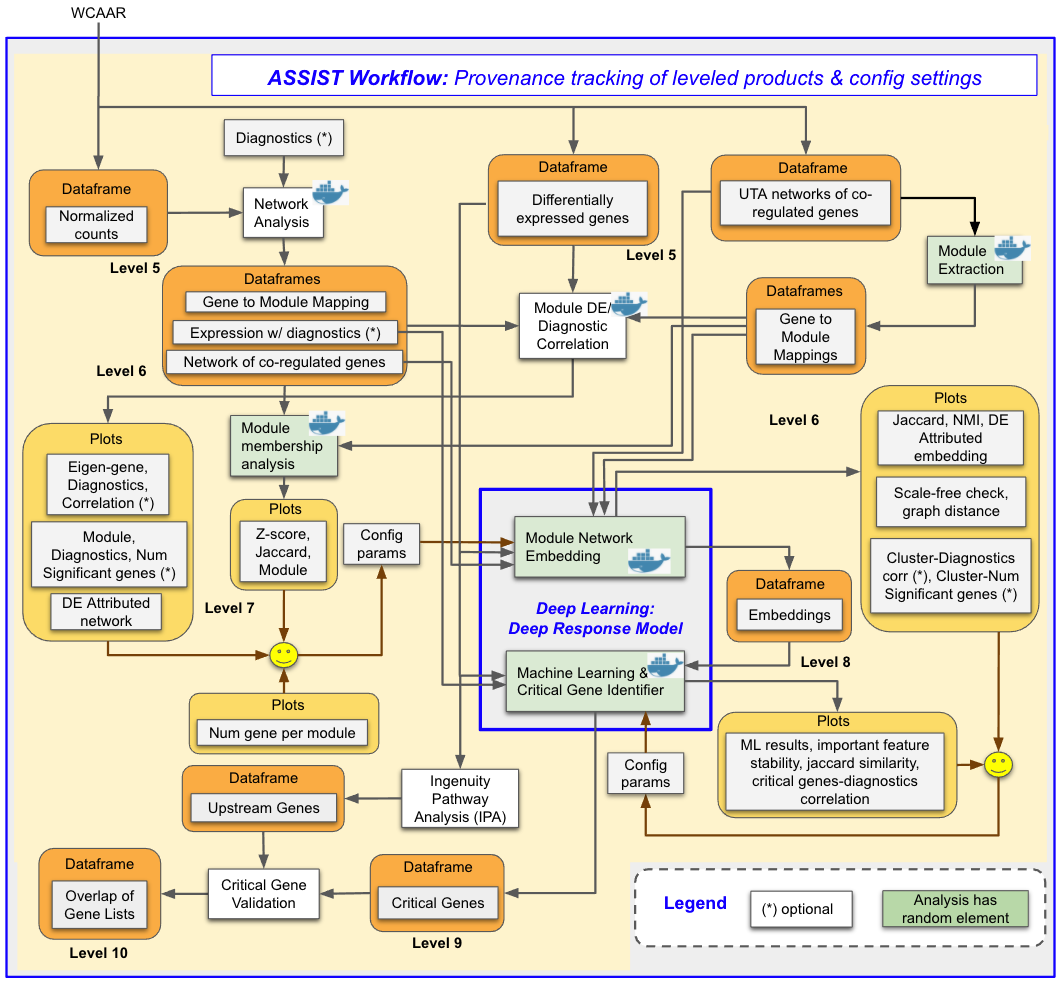 WCAAR
ASSIST Workflow: Provenance tracking of leveled products & config settings
Diagnostics (*)
Dataframe
Normalized
counts
Level 5
Network
Analysis
Dataframe
Differentially
expressed genes
Level 5
Dataframe
UTA networks of co-
regulated genes
Module
Extraction
Dataframes
Gene to Module Mapping
Expression w/ diagnostics (*)
Network of co-regulated genes
Level 6
Module DE/
Diagnostic
Correlation
Dataframes
Gene to
Module
Mappings
Level 6
Plots
Eigen-gene,
Diagnostics,
Correlation (*)
Module,
Diagnostics, Num
Significant genes (*)
DE Attributed
network
Module
membership
analysis
Plots
Z-score,
Jaccard,
Module
Level 7
Config
params
Plots
Num gene per module
Module Network
Embedding
Deep Learning:
Deep Response Model
Machine Learning &
Critical Gene Identifier
Dataframe
Embeddings
Level 8
Plots
Jaccard, NMI, DE
Attributed
embedding
Scale-free check,
graph distance
Cluster-Diagnostics
corr (*), Cluster-Num
Significant genes (*)
Plots
ML results, important feature
stability, jaccard similarity,
critical genes-diagnostics
correlation
Config
params
Ingenuity
Pathway
Analysis (IPA)
Dataframe
Upstream Genes
Critical Gene
Validation
Dataframe
Critical Genes
Level 9
Dataframe
Overlap of
Gene Lists
Level 10
Legend
(*) optional
Analysis has
random element